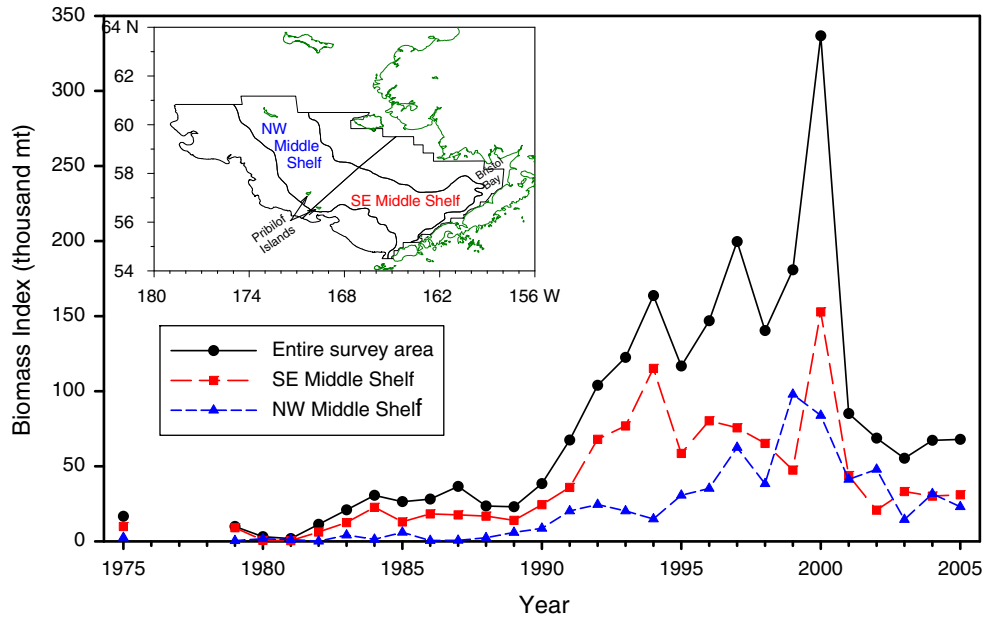 Biomass Index (thousand mt)
350
300
250
200
150
100
50
0
64 N
62
60
58
56
54
180
174
168
162
156 W
NW
Middle
Shelf
SE Middle Shelf
Bristol
Bay
Pribilof
Islands
Entire survey area
SE Middle Shelf
NW Middle Shelf
1975
1980
1985
1990
1995
2000
2005
Year